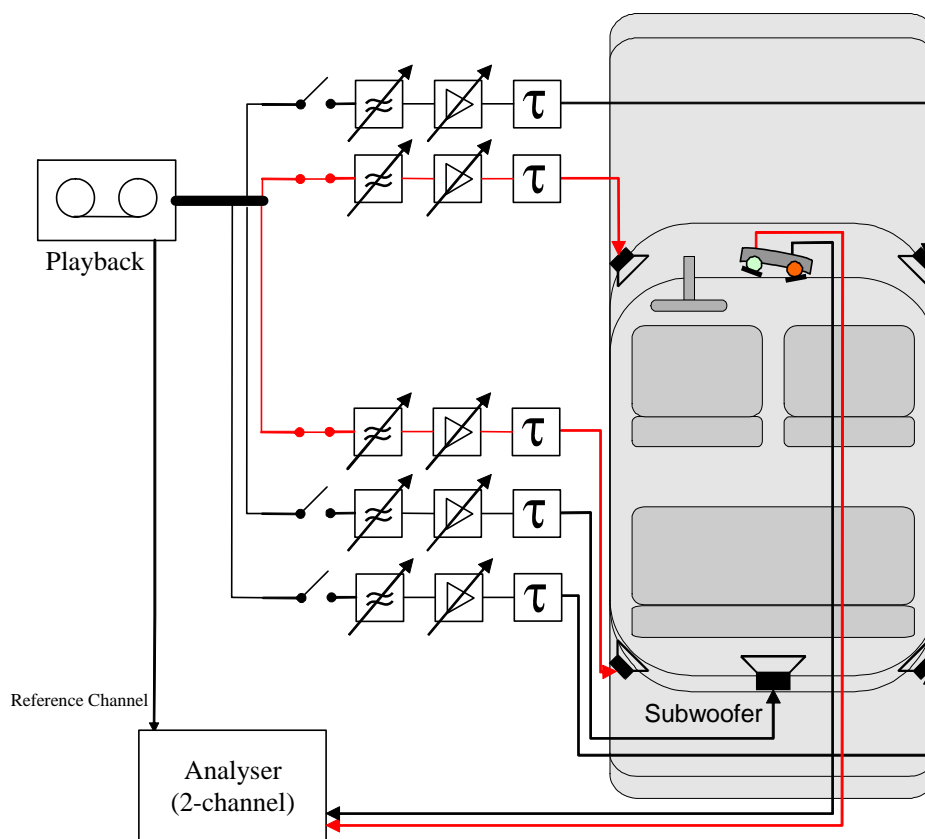 τ
τ
Playback
τ
τ
τ
Reference Channel
Subwoofer
Analyser
(2-channel)